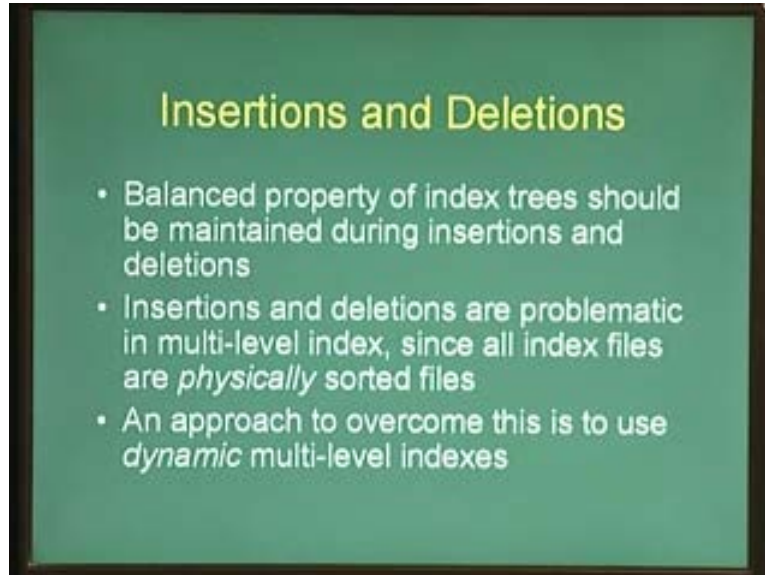 Insertions and Deletions
• Balanced property of index trees should
be maintained during insertions and
deletions
• Insertions and deletions are problematic
in multi-level index, since all index files
are physically sorted files
• An approach to overcome this is to use
dynamic multi-level indexes